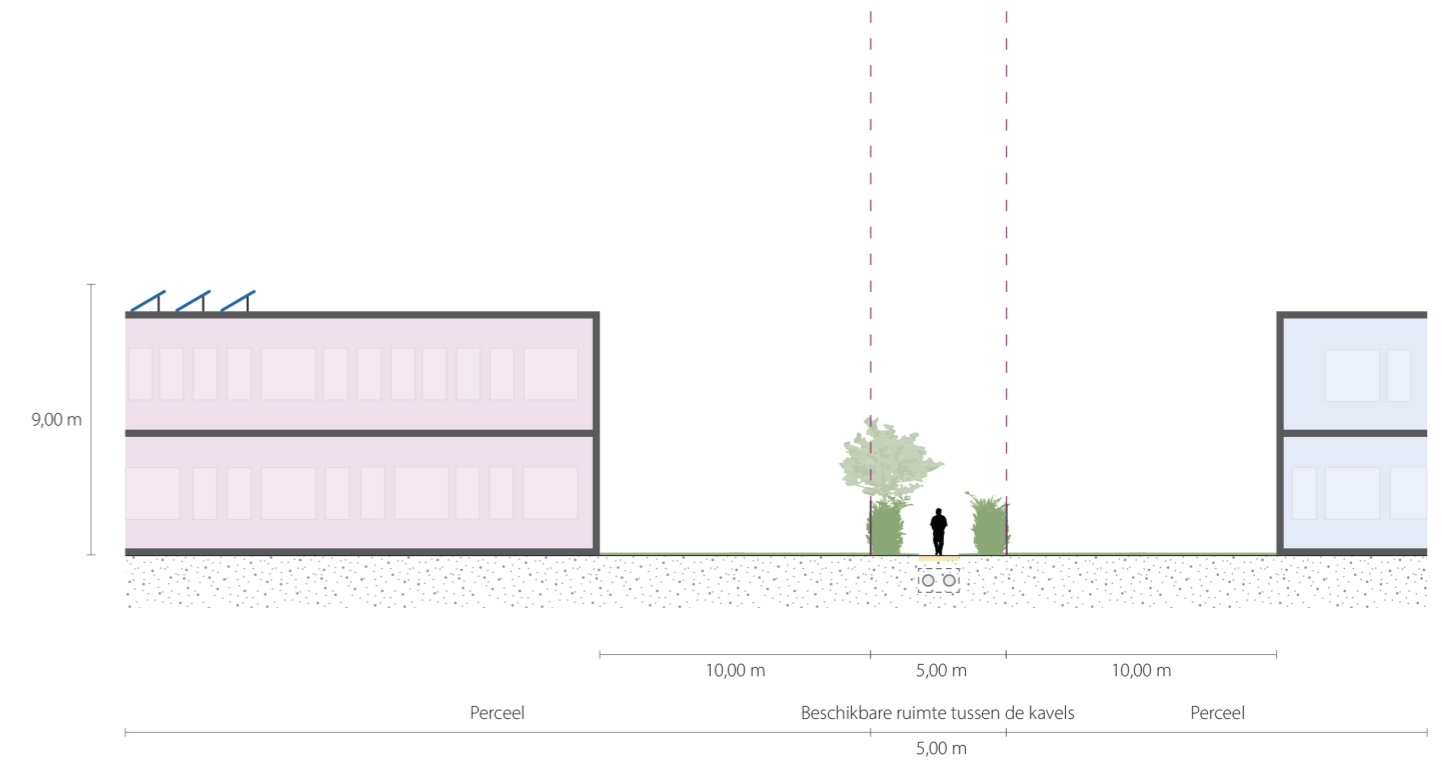 9,00 m
10,00 m 5,00 m 10,00 m
Perceel Beschikbare ruimte tussen de kavels Perceel
5,00 m